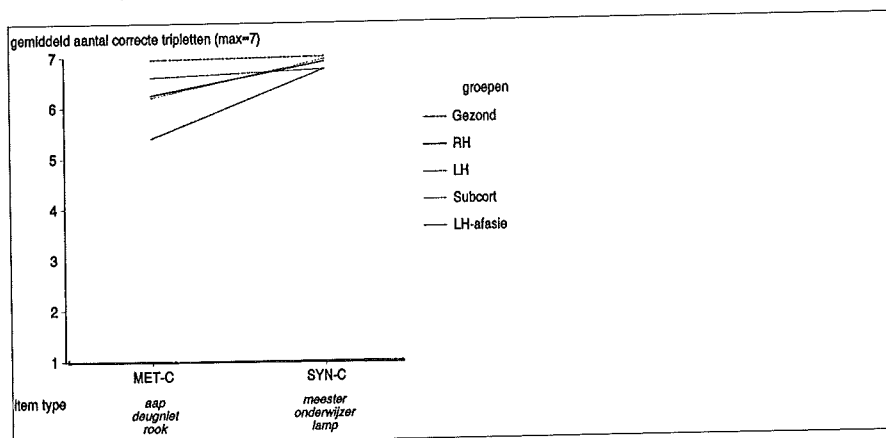 gemiddeld aantal correcte tripletten (max=7)
7
6
5
4
3
2
1
groepen
Gezond
RH
LH
Subcort
LH-afasie
MET-C
SYN-C
item type
aap
deugniet
rook
meester
onderwijzer
lamp